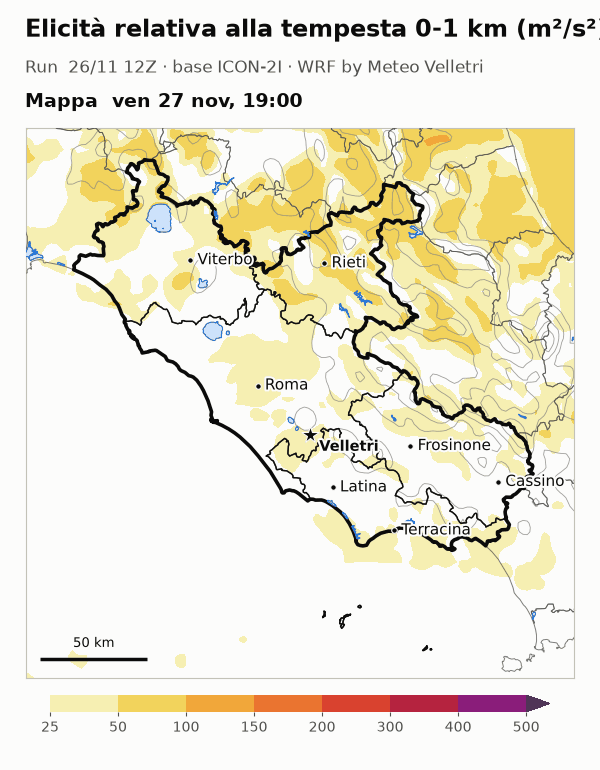 Elicità relativa alla tempesta 0-1 km (m²/s²)
Run 26/11 12Z · base ICON-2I · WRF by Meteo Velletri
Mappa ven 27 nov, 19:00
Viterbo
Rieti
Roma
Velletri
Frosinone
Cassino
Latina
Terracina
50 km
25 50 100 150 200 300 400 500